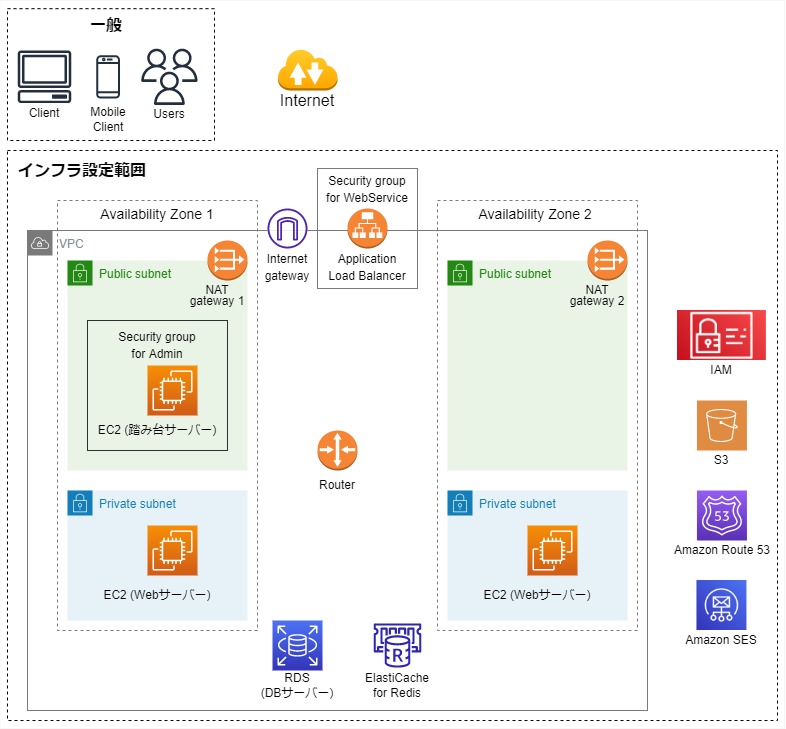 一般
Client
Mobile
Client
Users
Internet
インフラ設定範囲
Security group
for WebService
Availability Zone 1
Availability Zone 2
VPC
Internet
gateway
Application
Load Balancer
Public subnet
NAT
gateway 1
Public subnet
NAT
gateway 2
Security group
for Admin
EC2 (踏み台サーバー)
IAM
S3
Router
Private subnet
EC2 (Webサーバー)
Private subnet
EC2 (Webサーバー)
53
Amazon Route 53
Amazon SES
RDS
(DBサーバー)
R
ElastiCache
for Redis